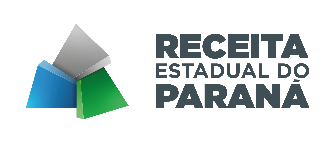 RECEITA
ESTADUAL DO
PARANÁ